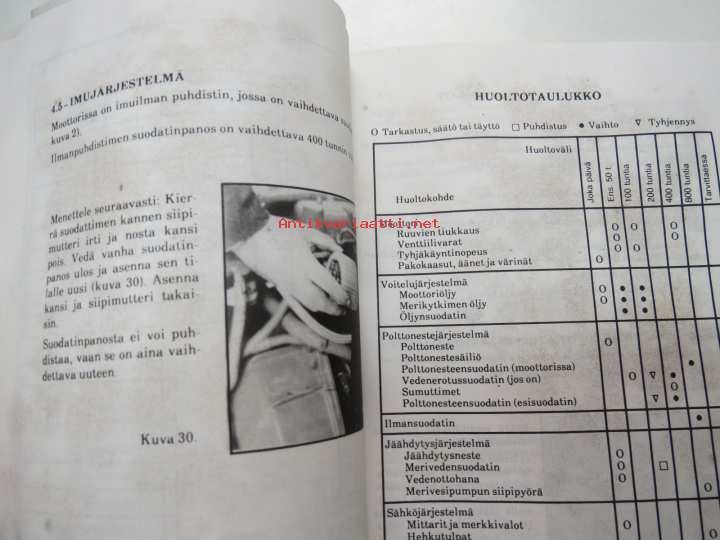 4.5 - IMUJÄRJESTELMÄ
Moottorissa on imuilman puhdistin, jossa on vaihdettava
kuva 2).
Ilmanpuhdistimen suodatinpanos on vaihdettava 400 tunnin
Menettele seuraavasti: Kier-
rä suodattimen kannen siipi-
mutteri irti ja nosta kansi
pois. Vedä vanha suodatin-
panos ulos ja asenna sen ti-
lalle uusi (kuva 30). Asenna
kansi ja siipimutteri takai-
sin.
Suodatinpanosta ei voi puh-
distaa, vaan se on aina vaih-
dettava uuteen.
Kuva 30.
Antikvariaatti.net
HUOLTOTAULUKKO
O Tarkastus, säätö tai täyttö □ Puhdistus • Vaihto ∇ Tyhjennys
Huoltoväli
Huoltokohde
Joka päivä
Ens. 50 t
100 tuntia
200 tuntia
400 tuntia
800 tuntia
Tarvittaessa
Ruuvien tiukkaus O O O
Venttiilivarat O O
Tyhjäkäyntinopeus O O
Pakokaasut, äänet ja värinät O
Voitelujärjestelmä
Moottoriöljy O • •
Merikytkimen öljy O • •
Öljynsuodatin • •
Polttonestejärjestelmä
Polttoneste O
Polttonestesäiliö
Polttonesteensuodatin (moottorissa) •
Vedenerotussuodatin (jos on) O ∇ •
Sumuttimet O
Polttonesteensuodatin (esisuodatin) ∇ •
Ilmansuodatin •
Jäähdytysjärjestelmä
Jäähdytysneste O
Merivedensuodatin O □
Vedenottohana O
Merivesipumpun siipipyörä O
Sähköjärjestelmä
Mittarit ja merkkivalot O
Hehkutulpat O